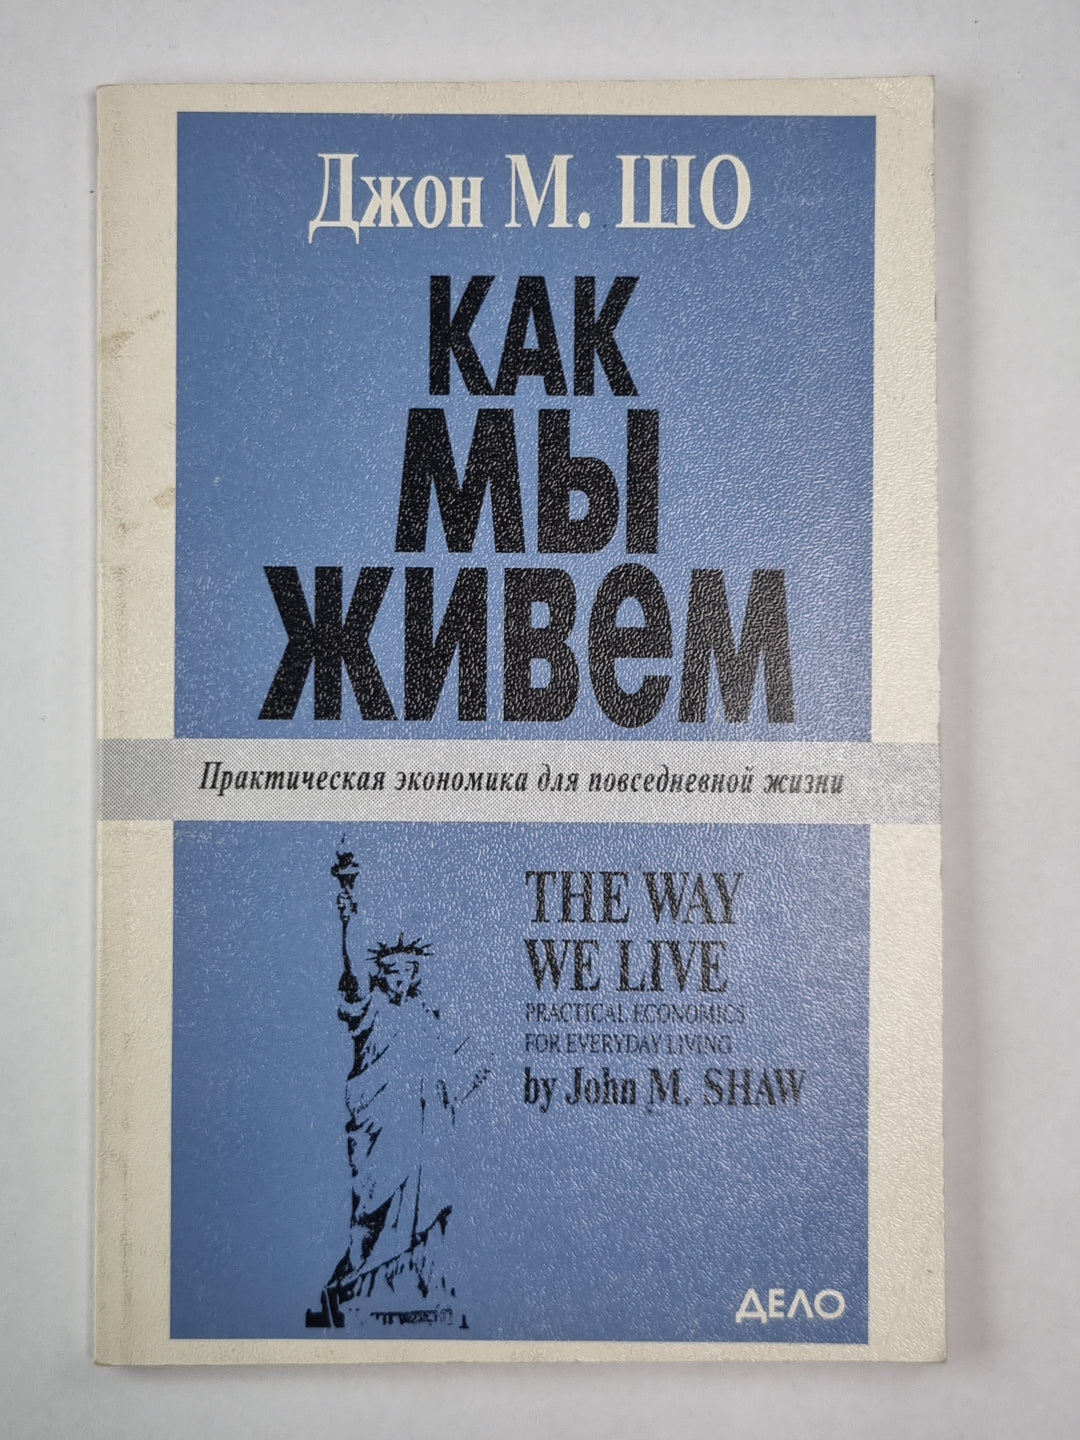 Джон М. ШО
КАК
МЫ
ЖИВеМ
Практическая экономика для повседневной жизни
THE WAY
WE LIVE
PRACTICAL ECONOMICS
FOR EVERYDAY LIVING
by John M. SHAW
ДЕЛО